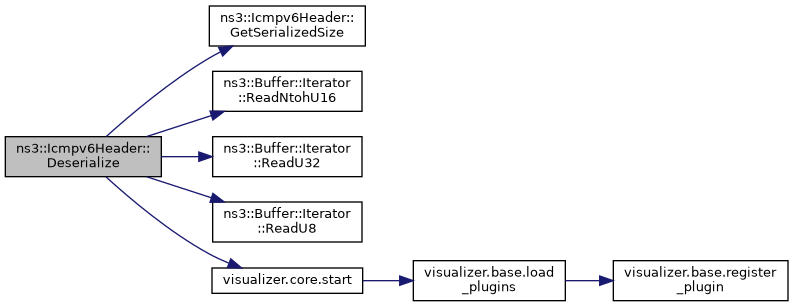 ns3::Icmpv6Header::
GetSerializedSize
ns3::Buffer::Iterator
::ReadNtohU16
ns3::Icmpv6Header::
Deserialize
ns3::Buffer::Iterator
::ReadU32
ns3::Buffer::Iterator
::ReadU8
visualizer.core.start
visualizer.base.load
_plugins
visualizer.base.register
_plugin